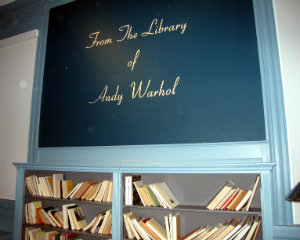 From The Library
of
Andy Warhol